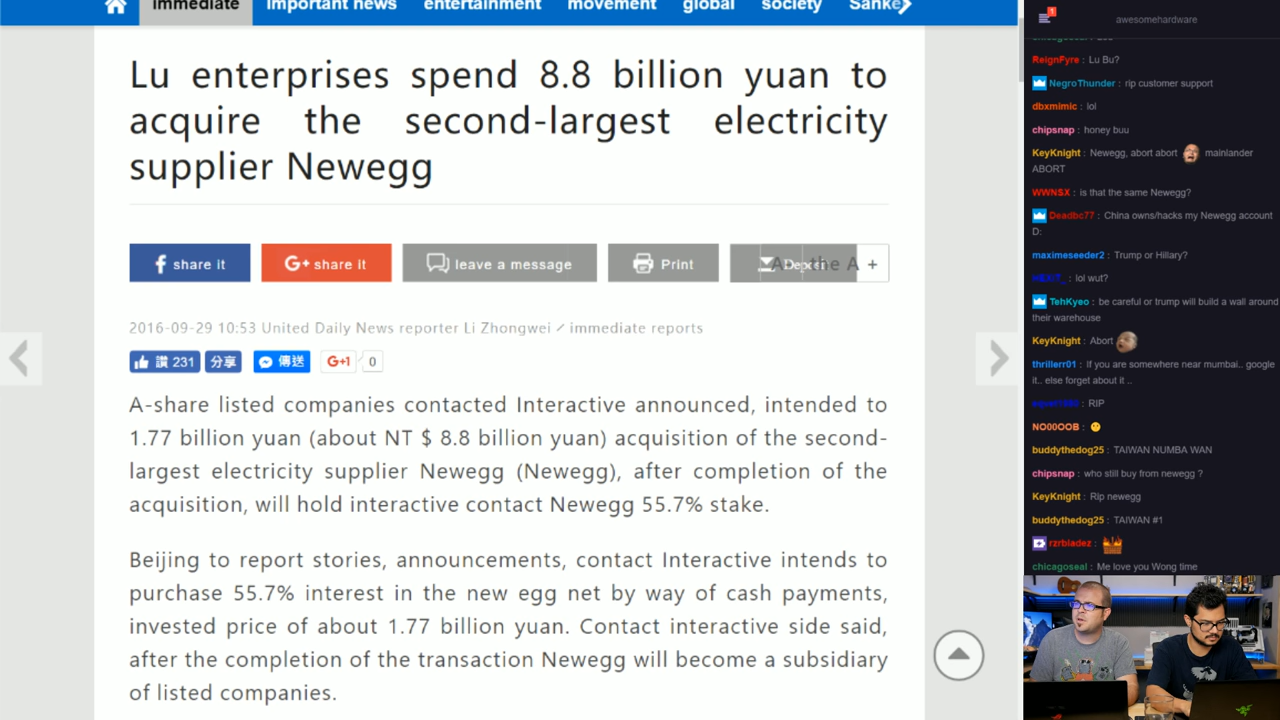 immediate important news entertainment movement global society Sanke
Lu enterprises spend 8.8 billion yuan to
acquire the second-largest electricity
supplier Newegg
share it G+ share it leave a message Print +
2016-09-29 10:53 United Daily News reporter Li Zhongwei / immediate reports
讚 231 分享 傳送 G+1 0
A-share listed companies contacted Interactive announced, intended to
1.77 billion yuan (about NT $ 8.8 billion yuan) acquisition of the second-
largest electricity supplier Newegg (Newegg), after completion of the
acquisition, will hold interactive contact Newegg 55.7% stake.
Beijing to report stories, announcements, contact Interactive intends to
purchase 55.7% interest in the new egg net by way of cash payments,
invested price of about 1.77 billion yuan. Contact interactive side said,
after the completion of the transaction Newegg will become a subsidiary
of listed companies.
1
awesomehardware
ReignFyre : Lu Bu?
NegroThunder : rip customer support
dbxmimic : lol
chipsnap : honey buu
KeyKnight : Newegg, abort abort mainlander
ABORT
WWNSX : is that the same Newegg?
Deadbc77 : China owns/hacks my Newegg account
D:
maximeseeder2 : Trump or Hillary?
: lol wut?
TehKyeo : be careful or trump will build a wall around
their warehouse
KeyKnight : Abort
thrillerr01 : If you are somewhere near mumbai.. google
it.. else forget about it ..
: RIP
NO00OOB :
buddythedog25 : TAIWAN NUMBA WAN
chipsnap : who still buy from newegg ?
KeyKnight : Rip newegg
buddythedog25 : TAIWAN #1
rzrbladez :
chicagoseal : Me love you Wong time